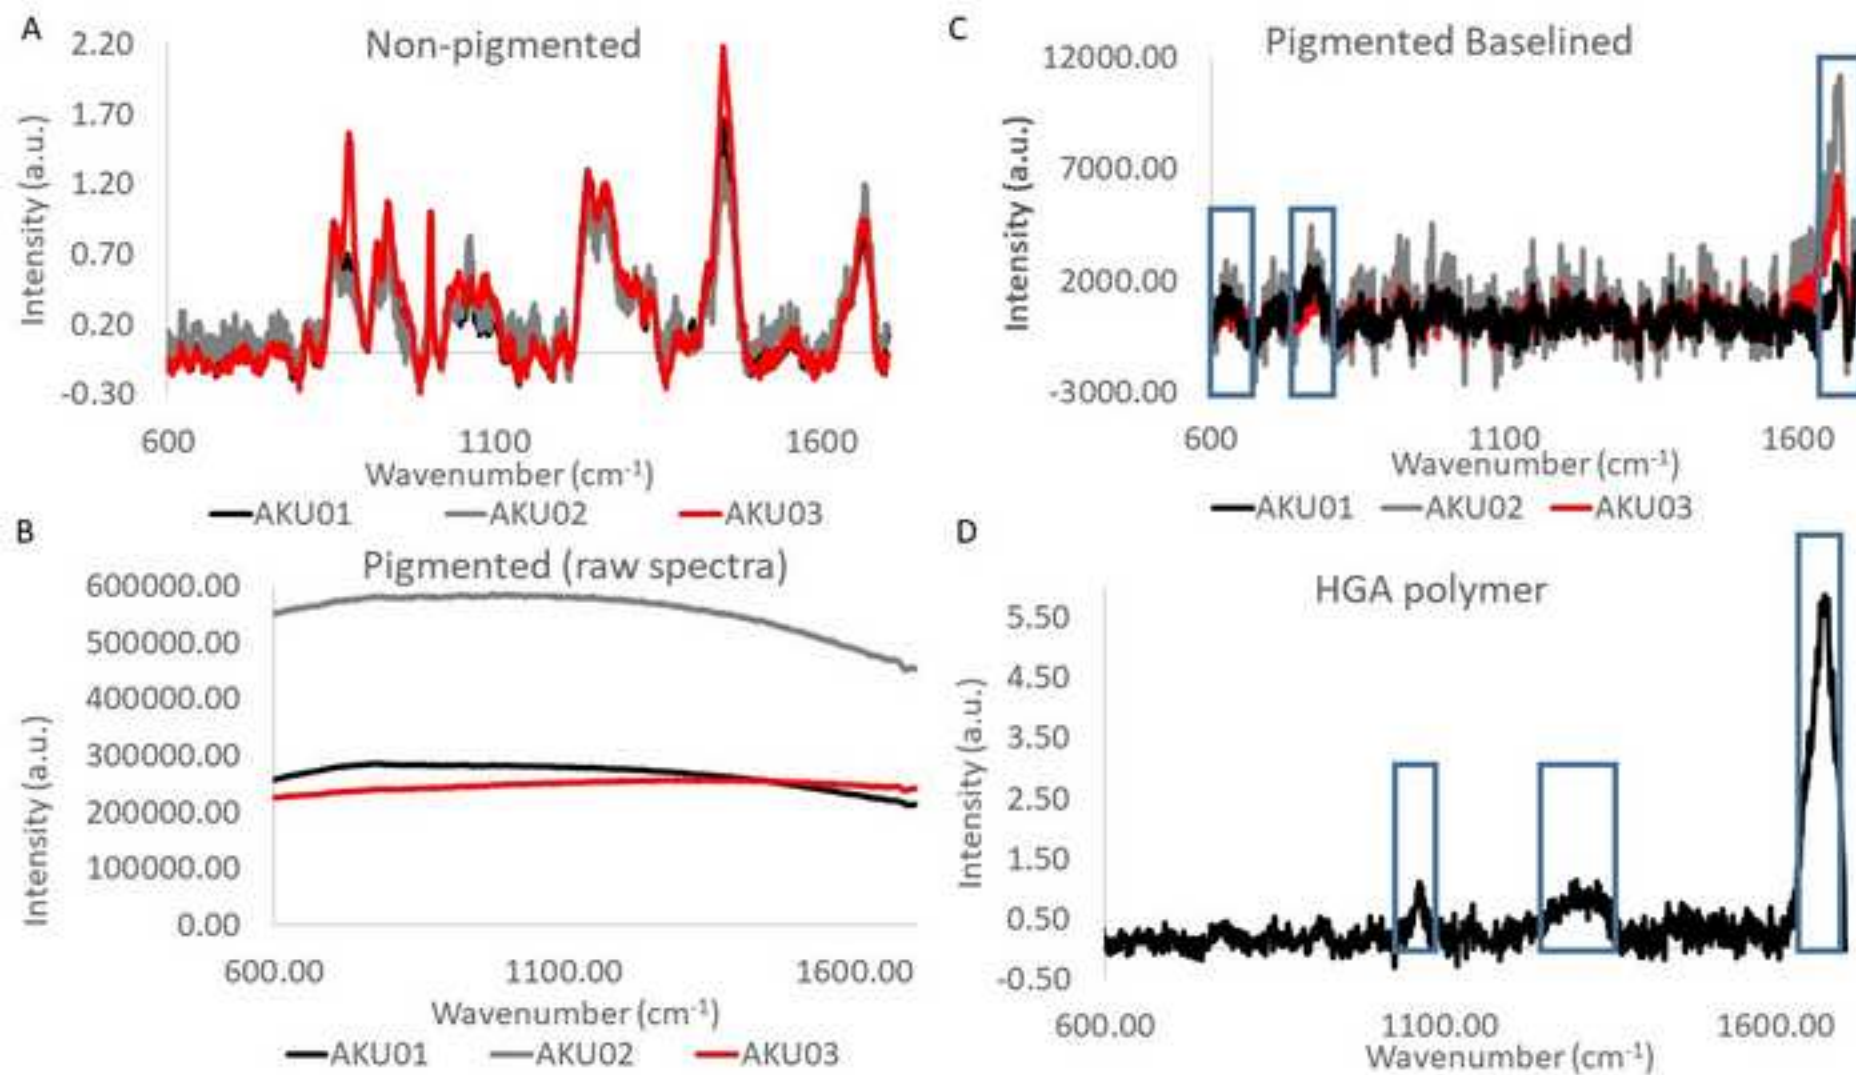 A
Non-pigmented
2.20
1.70
1.20
0.70
0.20
-0.30
Intensity (a.u.)
600 1100 1600
Wavenumber (cm-1)
AKU01 AKU02 AKU03
B
Pigmented (raw spectra)
600000.00
500000.00
400000.00
300000.00
200000.00
100000.00
0.00
Intensity (a.u.)
600.00 1100.00 1600.00
Wavenumber (cm-1)
AKU01 AKU02 AKU03
C
Pigmented Baselined
12000.00
7000.00
2000.00
-3000.00
Intensity (a.u.)
600 1100 1600
Wavenumber (cm-1)
AKU01 AKU02 AKU03
D
HGA polymer
5.50
4.50
3.50
2.50
1.50
0.50
-0.50
Intensity (a.u.)
600.00 1100.00 1600.00
Wavenumber (cm-1)